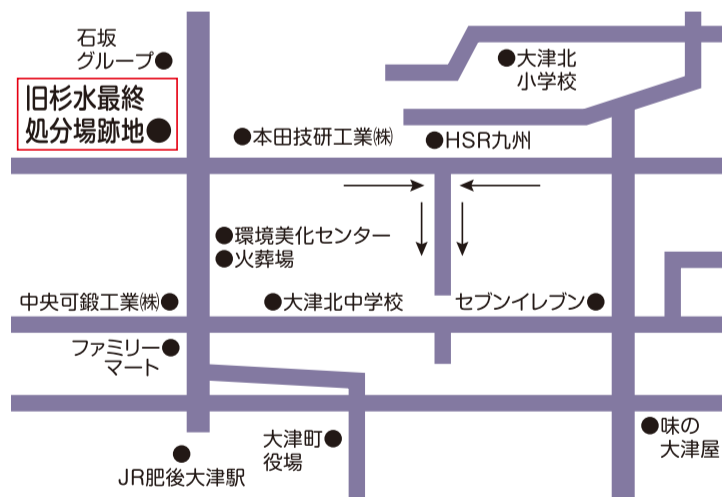 石坂
グループ
大津北
小学校
旧杉水最終
処分場跡地
本田技研工業㈱
HSR九州
環境美化センター
火葬場
中央可鍛工業㈱
大津北中学校
セブンイレブン
ファミリー
マート
大津町
役場
味の
大津屋
JR肥後大津駅